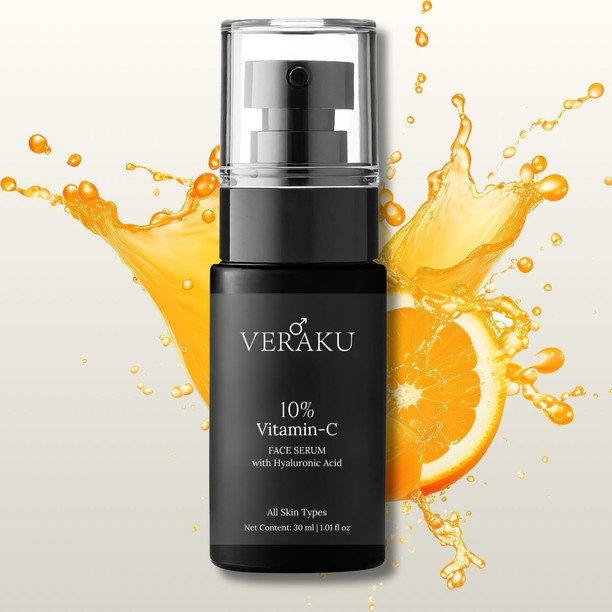 VERAKU
10%
Vitamin-C
FACE SERUM
with Hyaluronic Acid
All Skin Types
Net Content: 30 ml | 1.01 fl oz